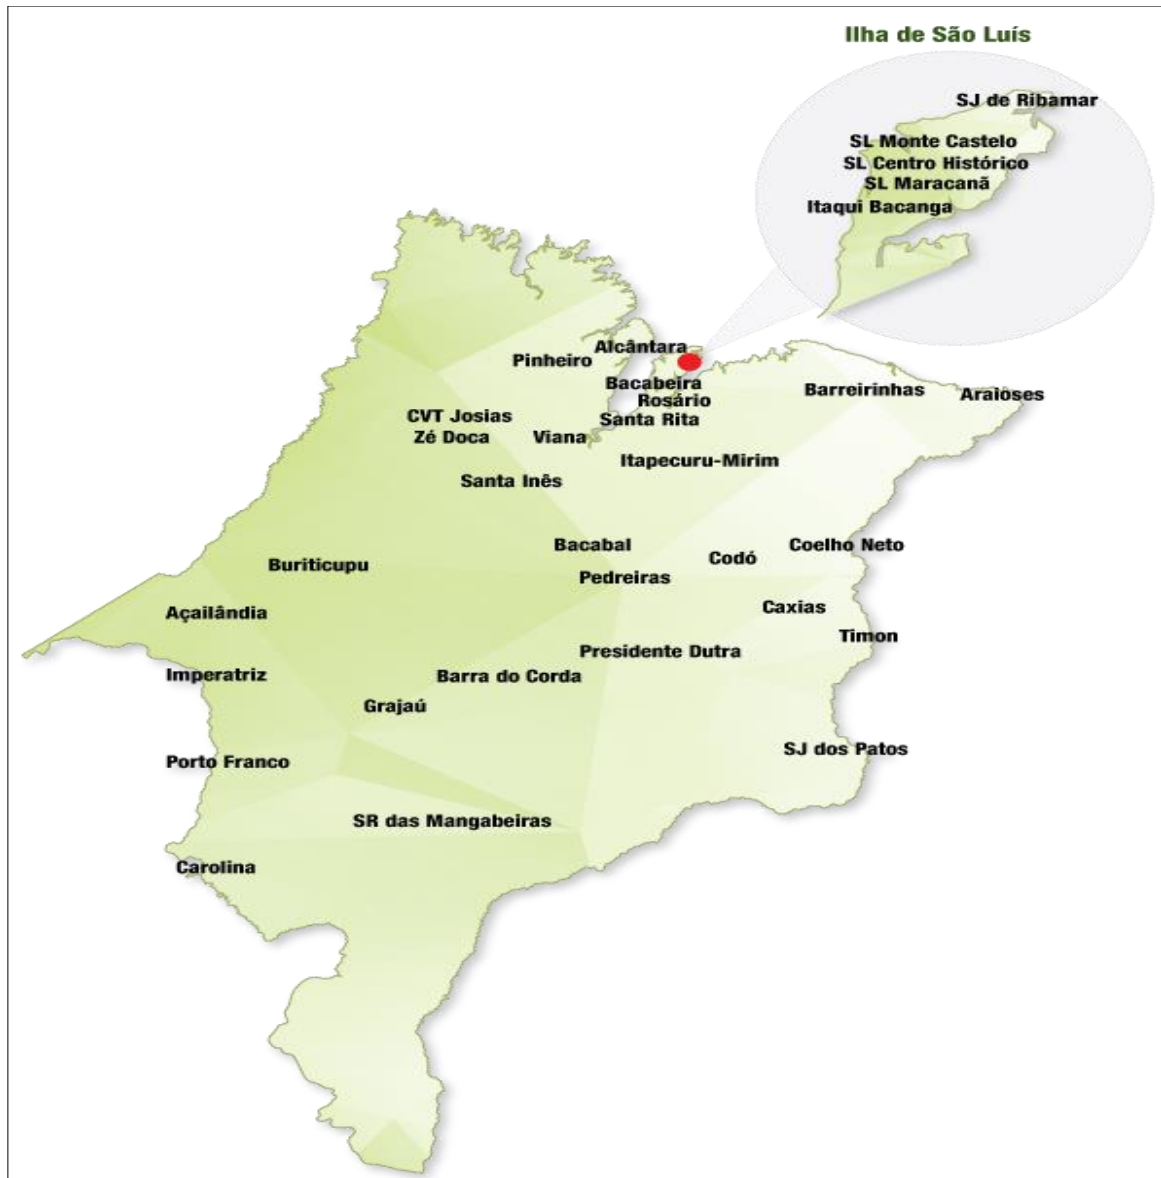 Ilha de São Luís
SJ de Ribamar
SL Monte Castelo
SL Centro Histórico
SL Maracanã
Itaqui Bacanga
Alcântara
Pinheiro
Bacabeira
Barreirinhas
Araioses
Rosário
CVT Josias
Santa Rita
Zé Doca
Viana
Itapecuru-Mirim
Santa Inês
Bacabal
Coelho Neto
Codó
Buriticupu
Pedreiras
Caxias
Açailândia
Timon
Presidente Dutra
Imperatriz
Barra do Corda
Grajaú
SJ dos Patos
Porto Franco
SR das Mangabeiras
Carolina